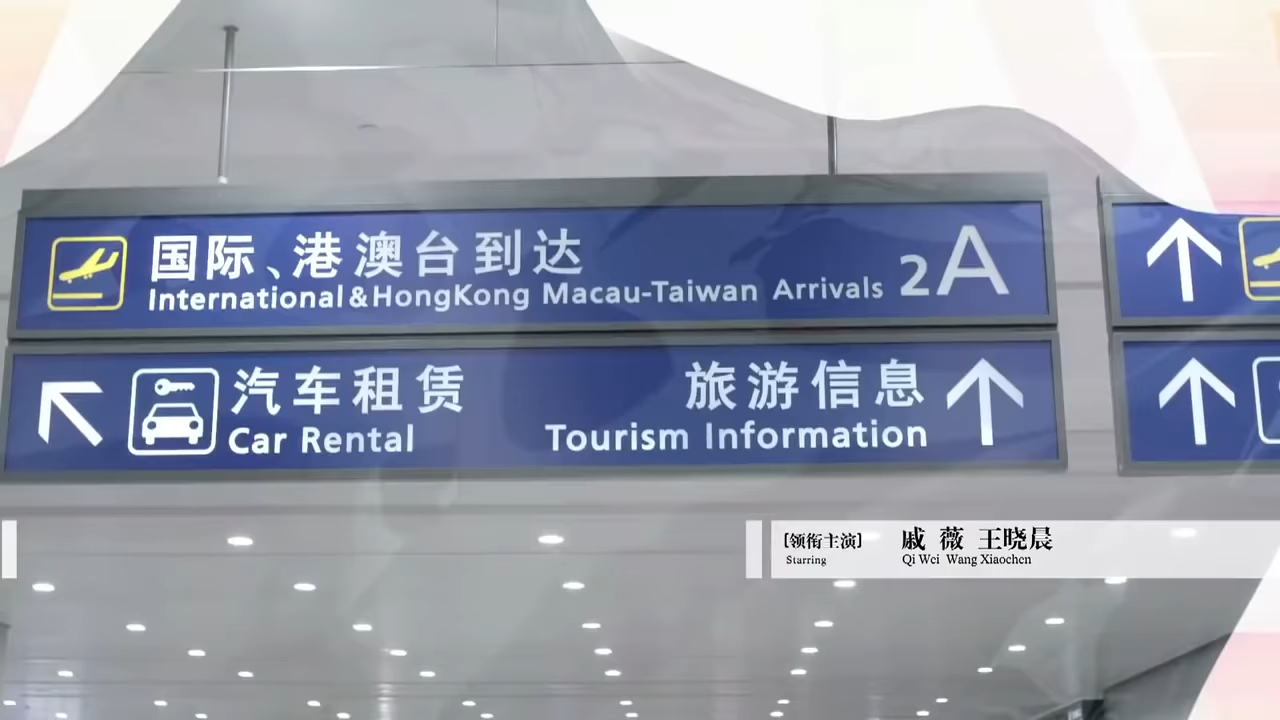 国际、港澳台到达
International&HongKong Macau-Taiwan Arrivals
2A
汽车租赁
Car Rental
旅游信息
Tourism Information
[领衔主演]
Starring
戚薇 王晓晨
Qi Wei Wang Xiaochen